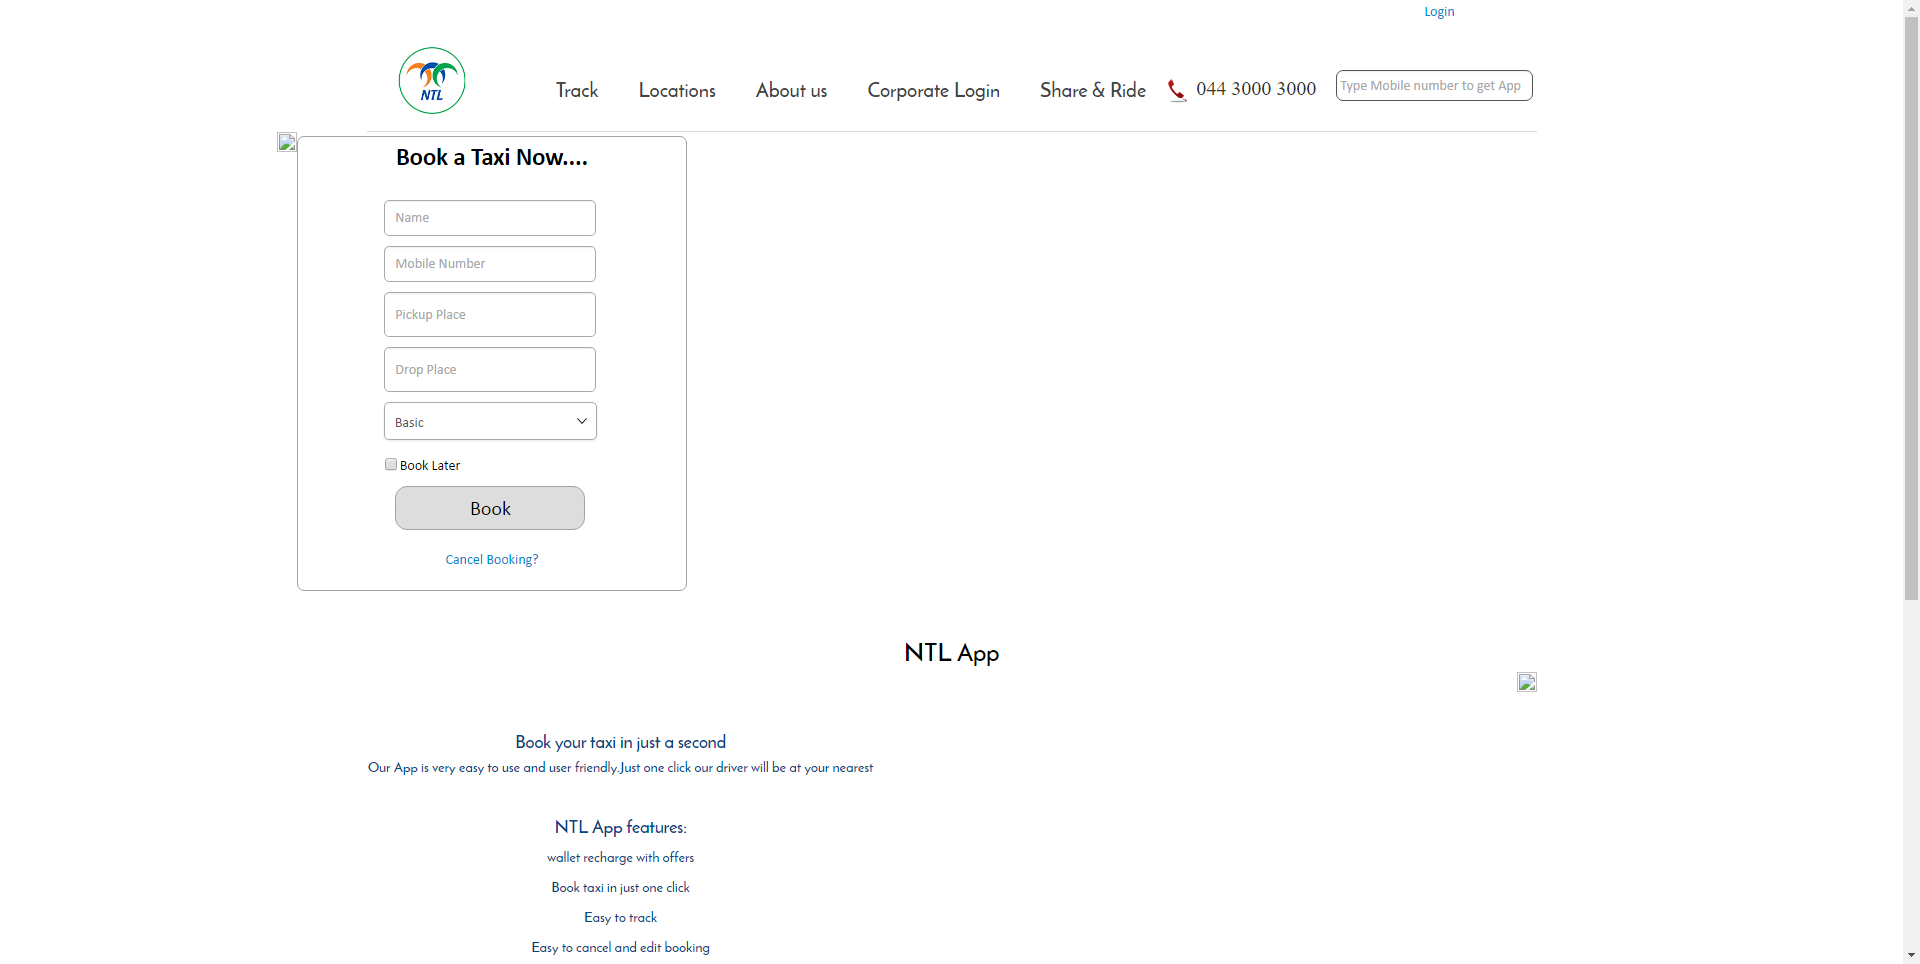 Login
NTL
Track Locations About us Corporate Login Share & Ride 044 3000 3000 Type Mobile number to get App
Book a Taxi Now....
Name
Mobile Number
Pickup Place
Drop Place
Basic
Book Later
Book
Cancel Booking?
NTL App
Book your taxi in just a second
Our App is very easy to use and user friendly.Just one click our driver will be at your nearest
NTL App features:
wallet recharge with offers
Book taxi in just one click
Easy to track
Easy to cancel and edit booking